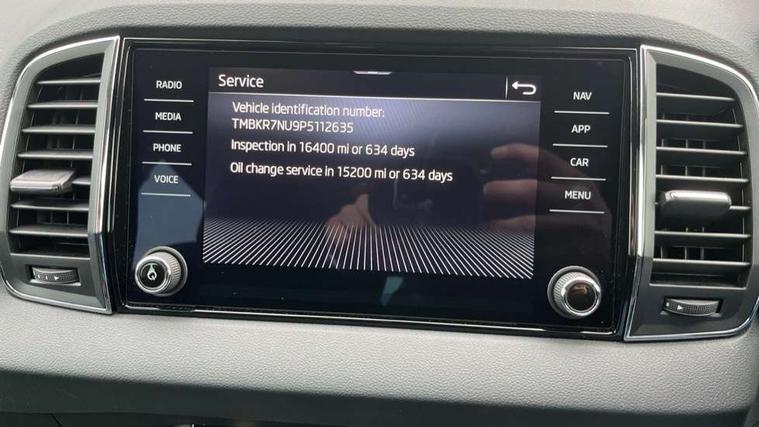 Service
Vehicle identification number:
TMBKR7NU9P5112635
Inspection in 16400 mi or 634 days
Oil change service in 15200 mi or 634 days
RADIO
MEDIA
PHONE
VOICE
NAV
APP
CAR
MENU